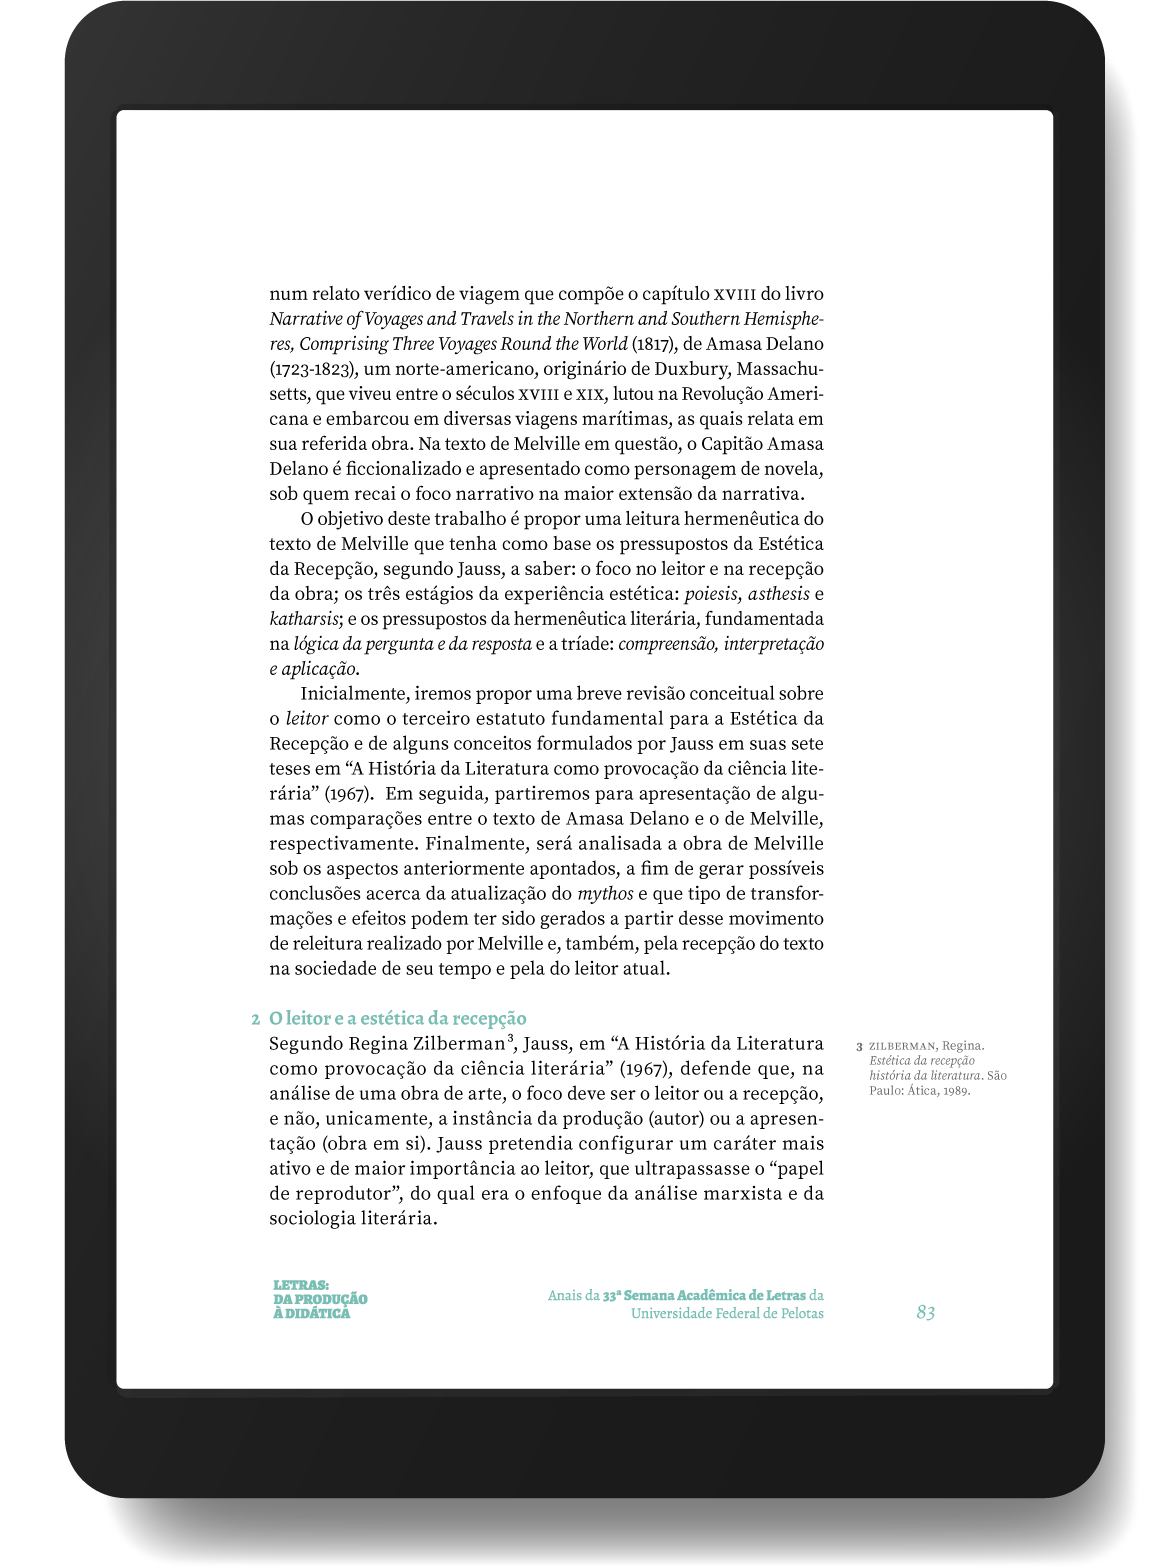 num relato verídico de viagem que compõe o capítulo XVIII do livro
Narrative of Voyages and Travels in the Northern and Southern Hemisphe-
res, Comprising Three Voyages Round the World (1817), de Amasa Delano
(1723-1823), um norte-americano, originário de Duxbury, Massachu-
setts, que viveu entre o séculos XVIII e XIX, lutou na Revolução Ameri-
cana e embarcou em diversas viagens marítimas, as quais relata em
sua referida obra. Na texto de Melville em questão, o Capitão Amasa
Delano é ficcionalizado e apresentado como personagem de novela,
sob quem recai o foco narrativo na maior extensão da narrativa.
O objetivo deste trabalho é propor uma leitura hermenêutica do
texto de Melville que tenha como base os pressupostos da Estética
da Recepção, segundo Jauss, a saber: o foco no leitor e na recepção
da obra; os três estágios da experiência estética: poiesis, asthesis e
katharsis; e os pressupostos da hermenêutica literária, fundamentada
na lógica da pergunta e da resposta e a tríade: compreensão, interpretação
e aplicação.
Inicialmente, iremos propor uma breve revisão conceitual sobre
o leitor como o terceiro estatuto fundamental para a Estética da
Recepção e de alguns conceitos formulados por Jauss em suas sete
teses em “A História da Literatura como provocação da ciência lite-
rária” (1967).  Em seguida, partiremos para apresentação de algu-
mas comparações entre o texto de Amasa Delano e o de Melville,
respectivamente. Finalmente, será analisada a obra de Melville
sob os aspectos anteriormente apontados, a fim de gerar possíveis
conclusões acerca da atualização do mythos e que tipo de transfor-
mações e efeitos podem ter sido gerados a partir desse movimento
de releitura realizado por Melville e, também, pela recepção do texto
na sociedade de seu tempo e pela do leitor atual.
2 O leitor e a estética da recepção
Segundo Regina Zilberman³, Jauss, em “A História da Literatura
como provocação da ciência literária” (1967), defende que, na
análise de uma obra de arte, o foco deve ser o leitor ou a recepção,
e não, unicamente, a instância da produção (autor) ou a apresen-
tação (obra em si). Jauss pretendia configurar um caráter mais
ativo e de maior importância ao leitor, que ultrapassasse o “papel
de reprodutor”, do qual era o enfoque da análise marxista e da
sociologia literária.
3 ZILBERMAN, Regina.
Estética da recepção
história da literatura. São
Paulo: Ática, 1989.
LETRAS:
DA PRODUÇÃO
À DIDÁTICA
Anais da 33ª Semana Acadêmica de Letras da
Universidade Federal de Pelotas
83